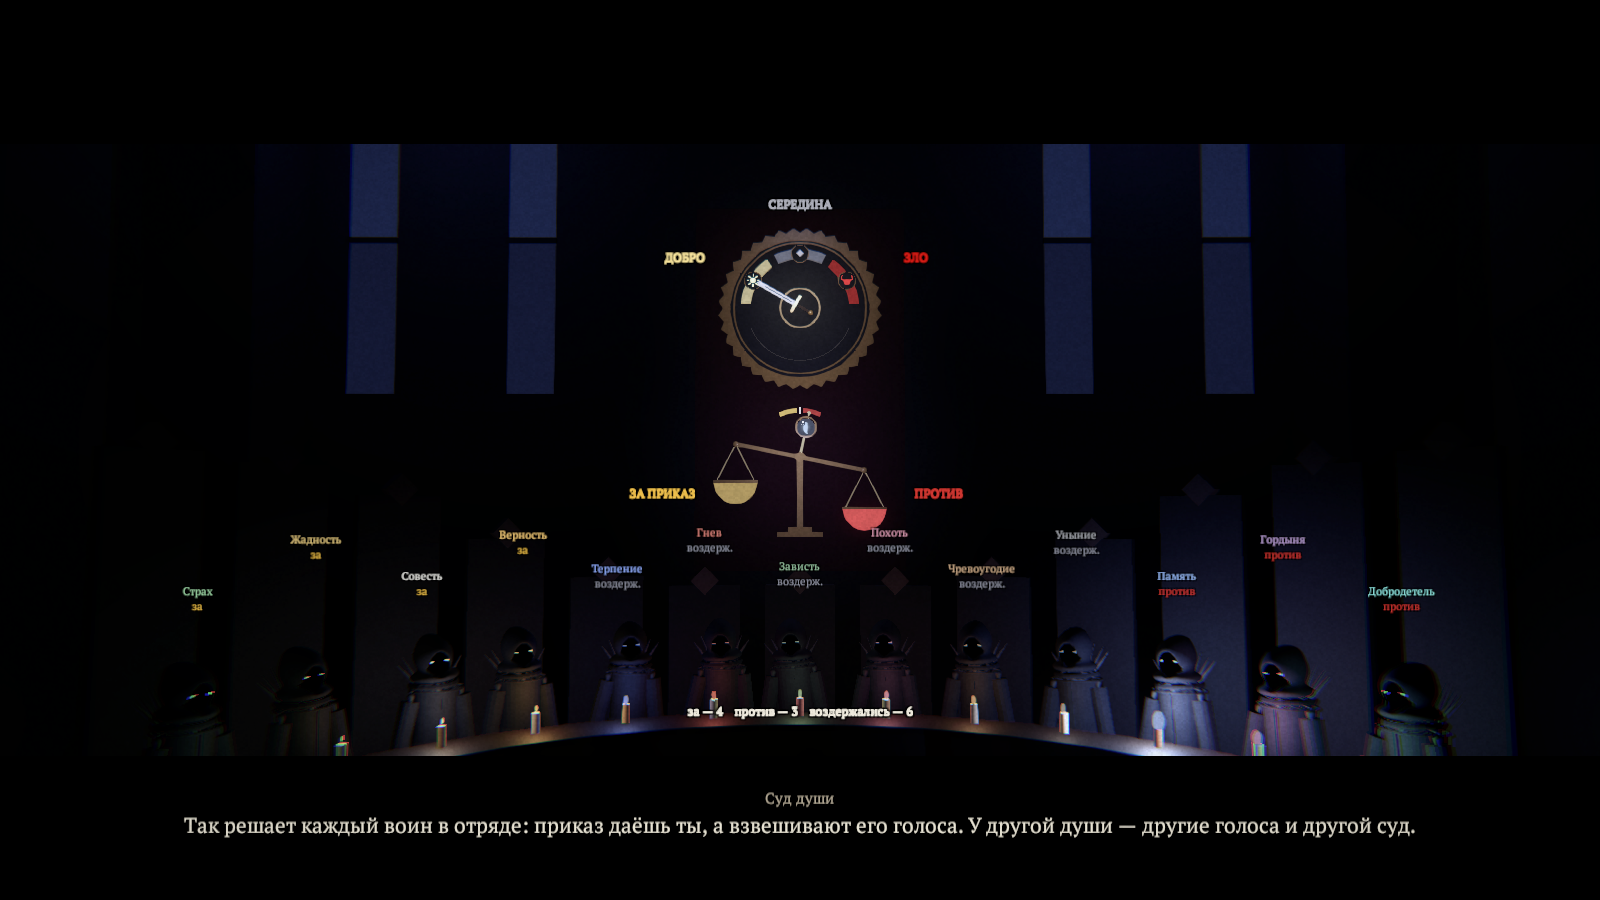 СЕРЕДИНА
ДОБРО
ЗЛО
ЗА ПРИКАЗ
ПРОТИВ
Страх
за
Жадность
за
Совесть
за
Верность
за
Терпение
воздерж.
Гнев
воздерж.
Зависть
воздерж.
Похоть
воздерж.
Чревоугодие
воздерж.
Уныние
воздерж.
Память
против
Гордыня
против
Добродетель
против
за — 4 против — 3 воздержались — 6
Суд души
Так решает каждый воин в отряде: приказ даёшь ты, а взвешивают его голоса. У другой души — другие голоса и другой суд.